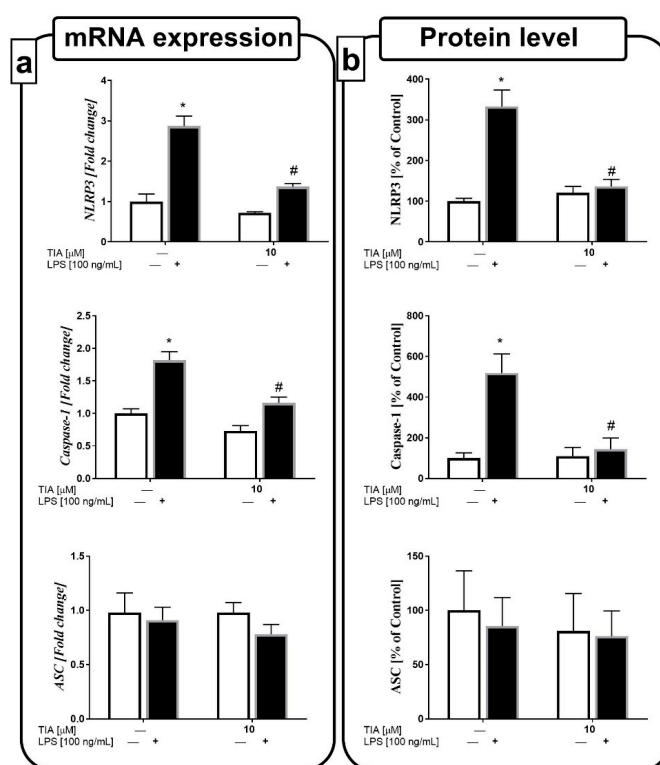 a
mRNA expression
NLRP3 [Fold change]
4
3
2
1
0
*
#
TIA [µM] — 10
LPS [100 ng/mL] — + — +
Caspase-1 [Fold change]
2.5
2.0
1.5
1.0
0.5
0.0
*
#
TIA [µM] — 10
LPS [100 ng/mL] — + — +
ASC [Fold change]
1.5
1.0
0.5
0.0
TIA [µM] — 10
LPS [100 ng/mL] — + — +
b
Protein level
NLRP3 [% of Control]
400
300
200
100
0
*
#
TIA [µM] — 10
LPS [100 ng/mL] — + — +
Caspase-1 [% of Control]
800
600
400
200
0
*
#
TIA [µM] — 10
LPS [100 ng/mL] — + — +
ASC [% of Control]
150
100
50
0
TIA [µM] — 10
LPS [100 ng/mL] — + — +